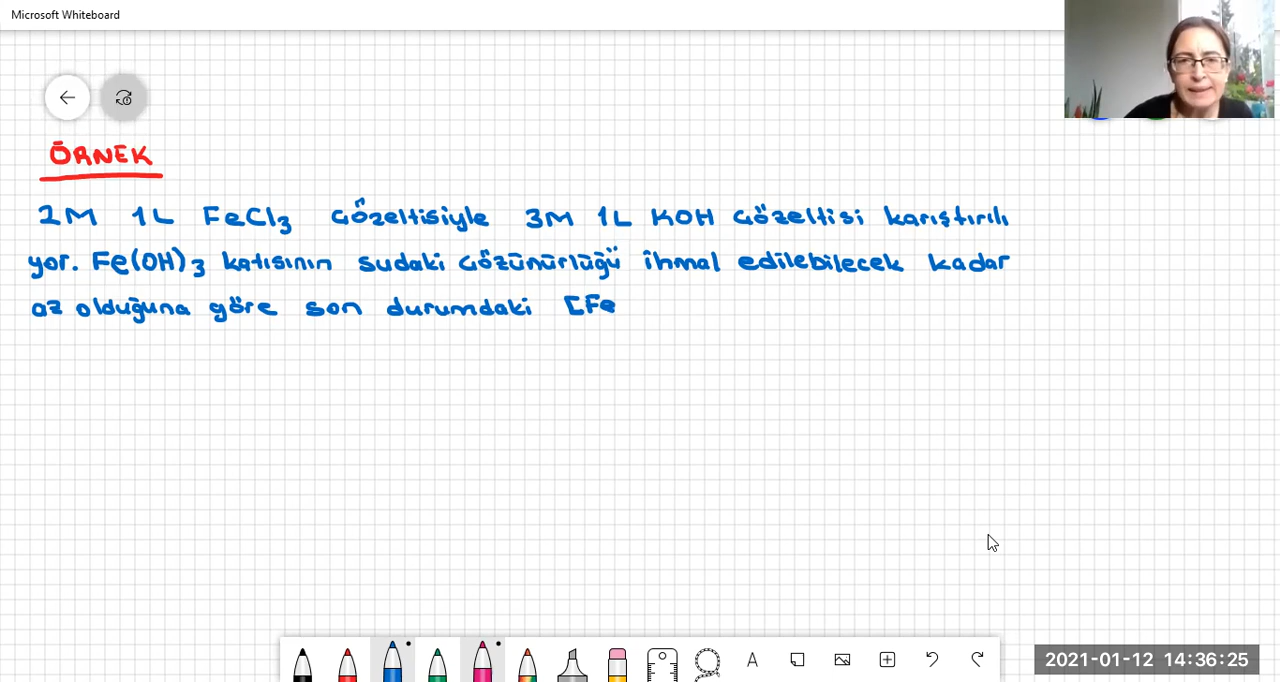 Microsoft Whiteboard
ÖRNEK
2M 1L FeCl3 çözeltisiyle 3M 1L KOH çözeltisi karıştırılı
yor. Fe(OH)3 katısının sudaki çözünürlüğü ihmal edilebilecek kadar
az olduğuna göre son durumdaki [Fe
2021-01-12 14:36:25